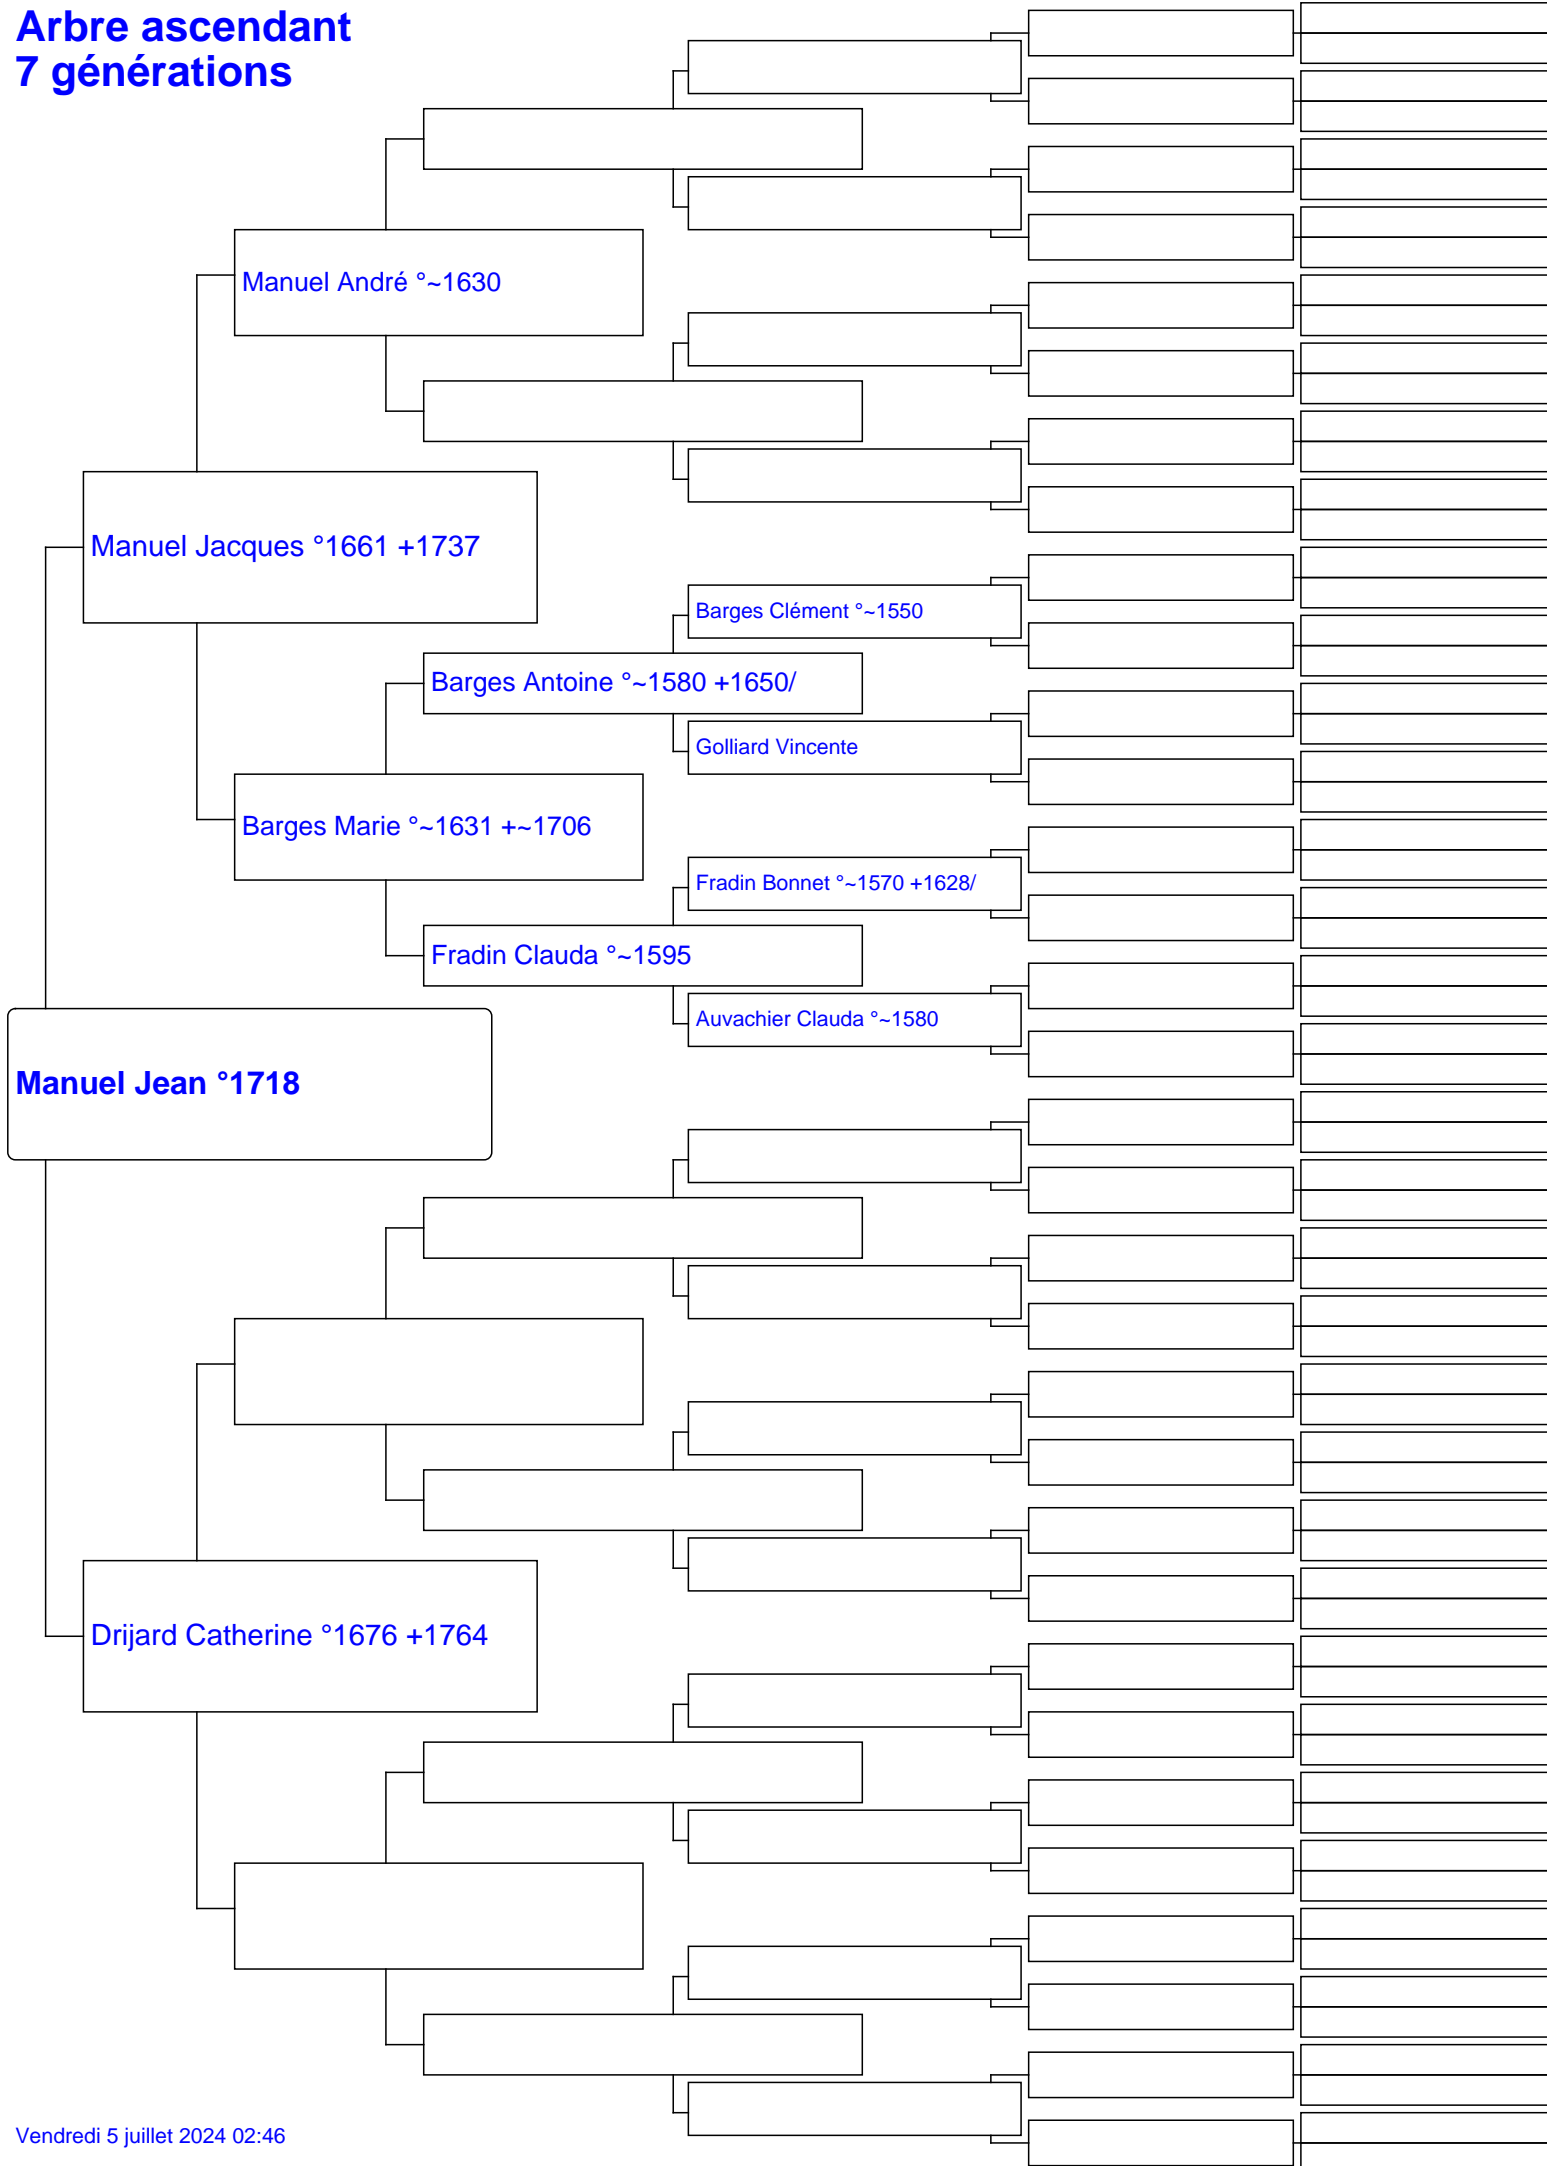 Arbre ascendant
7 générations
Manuel André °~1630
Manuel Jacques °1661 +1737
Barges Clément °~1550
Barges Antoine °~1580 +1650/
Golliard Vincente
Barges Marie °~1631 +~1706
Fradin Bonnet °~1570 +1628/
Fradin Clauda °~1595
Auvachier Clauda °~1580
Manuel Jean °1718
Drijard Catherine °1676 +1764
Vendredi 5 juillet 2024 02:46